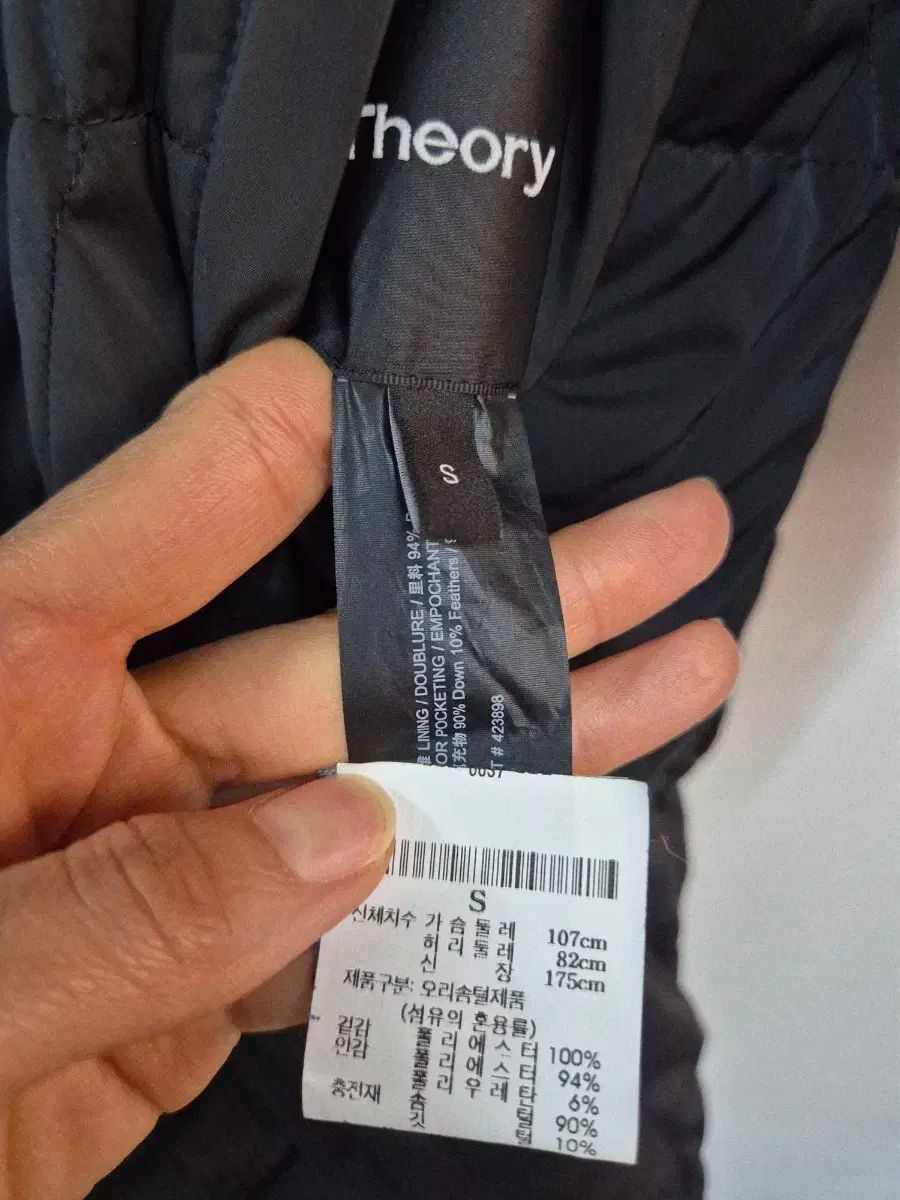 Theory
S
LINING / DOUBLURE / 里料 94%
OR POCKETING / EMPOCHANT
充物 90% Down 10% Feathers /
T # 423898
0037
S
신체치수 가슴둘레 107cm
허리둘레 82cm
신장 175cm
제품구분: 오리솜털제품
(섬유의 혼용률)
겉감 폴리에스터 100%
안감 폴리에스터 94%
폴리우레탄 6%
충전재 솜털 90%
깃털 10%